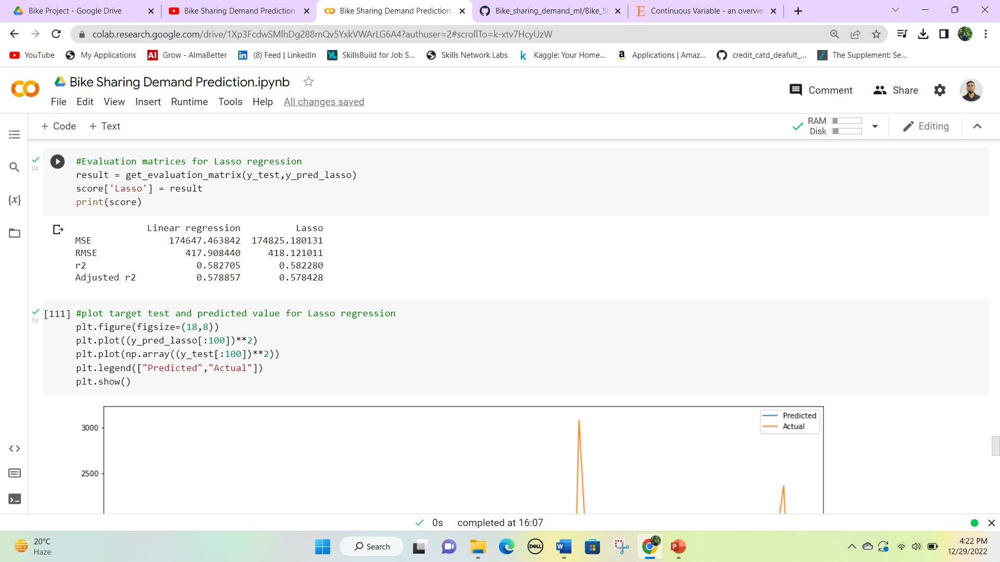 Bike Project - Google Drive
Bike Sharing Demand Prediction
Bike Sharing Demand Prediction.i
Bike_sharing_demand_ml/Bike_Sh
Continuous Variable - an overview
colab.research.google.com/drive/1Xp3FcdwSMlhDg288mQv5YxkVWArLG6A4?authuser=2#scrollTo=k-xtv7HcyUzW
YouTube
My Applications
AI Grow - AlmaBetter
in (8) Feed | LinkedIn
SkillsBuild for Job S...
Skills Network Labs
Kaggle: Your Home...
Applications | Amaz...
credit_catd_deafult_...
The Supplement: Se...
Bike Sharing Demand Prediction.ipynb
Comment
Share
File Edit View Insert Runtime Tools Help All changes saved
+ Code + Text
RAM
Disk
Editing
0s
#Evaluation matrices for Lasso regression
result = get_evaluation_matrix(y_test,y_pred_lasso)
score['Lasso'] = result
print(score)
{x}
Linear regression Lasso
MSE 174647.463842 174825.180131
RMSE 417.908440 418.121011
r2 0.582705 0.582280
Adjusted r2 0.578857 0.578428
1s
[111] #plot target test and predicted value for Lasso regression
plt.figure(figsize=(18,8))
plt.plot((y_pred_lasso[:100])**2)
plt.plot(np.array((y_test[:100])**2))
plt.legend(["Predicted","Actual"])
plt.show()
Predicted
Actual
3000
2500
0s completed at 16:07
20°C
Haze
Search
DELL
4:22 PM
12/29/2022